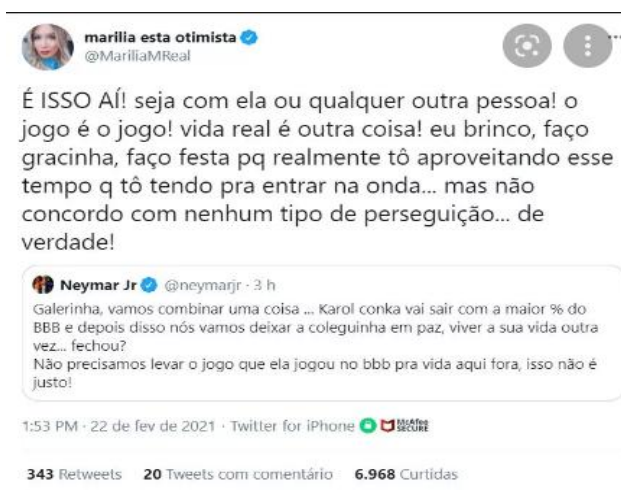 marilia esta otimista
@MariliaMReal
É ISSO AÍ! seja com ela ou qualquer outra pessoa! o
jogo é o jogo! vida real é outra coisa! eu brinco, faço
gracinha, faço festa pq realmente tô aproveitando esse
tempo q tô tendo pra entrar na onda... mas não
concordo com nenhum tipo de perseguição... de
verdade!
Neymar Jr @neymarjr · 3 h
Galerinha, vamos combinar uma coisa ... Karol conka vai sair com a maior % do
BBB e depois disso nós vamos deixar a coleguinha em paz, viver a sua vida outra
vez... fechou?
Não precisamos levar o jogo que ela jogou no bbb pra vida aqui fora, isso não é
justo!
1:53 PM · 22 de fev de 2021 · Twitter for iPhone McAfee
SECURE
343 Retweets 20 Tweets com comentário 6.968 Curtidas